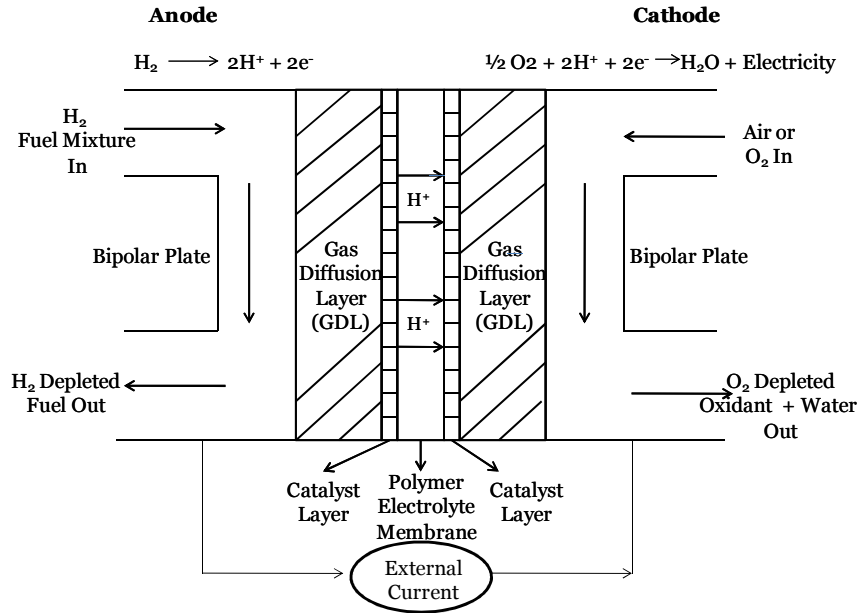 Anode
Cathode
H₂ ⟶ 2H⁺ + 2e⁻
½ O2 + 2H⁺ + 2e⁻ →H₂O + Electricity
H₂
Fuel Mixture
In
Air or
O₂ In
H⁺
Bipolar Plate
Gas
Diffusion
Layer
(GDL)
Gas
Diffusion
Layer
(GDL)
Bipolar Plate
H⁺
H₂ Depleted
Fuel Out
O₂ Depleted
Oxidant + Water
Out
Catalyst
Layer
Polymer
Electrolyte
Membrane
Catalyst
Layer
External
Current